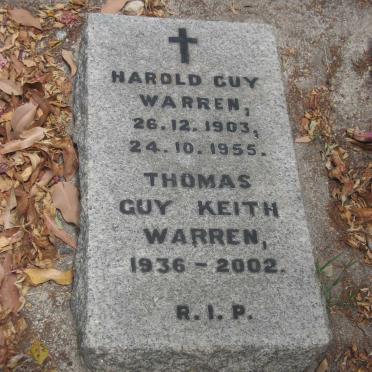 HAROLD GUY
WARREN,
26.12.1903,
24.10.1955.
THOMAS
GUY KEITH
WARREN,
1936 - 2002.
R.I.P.